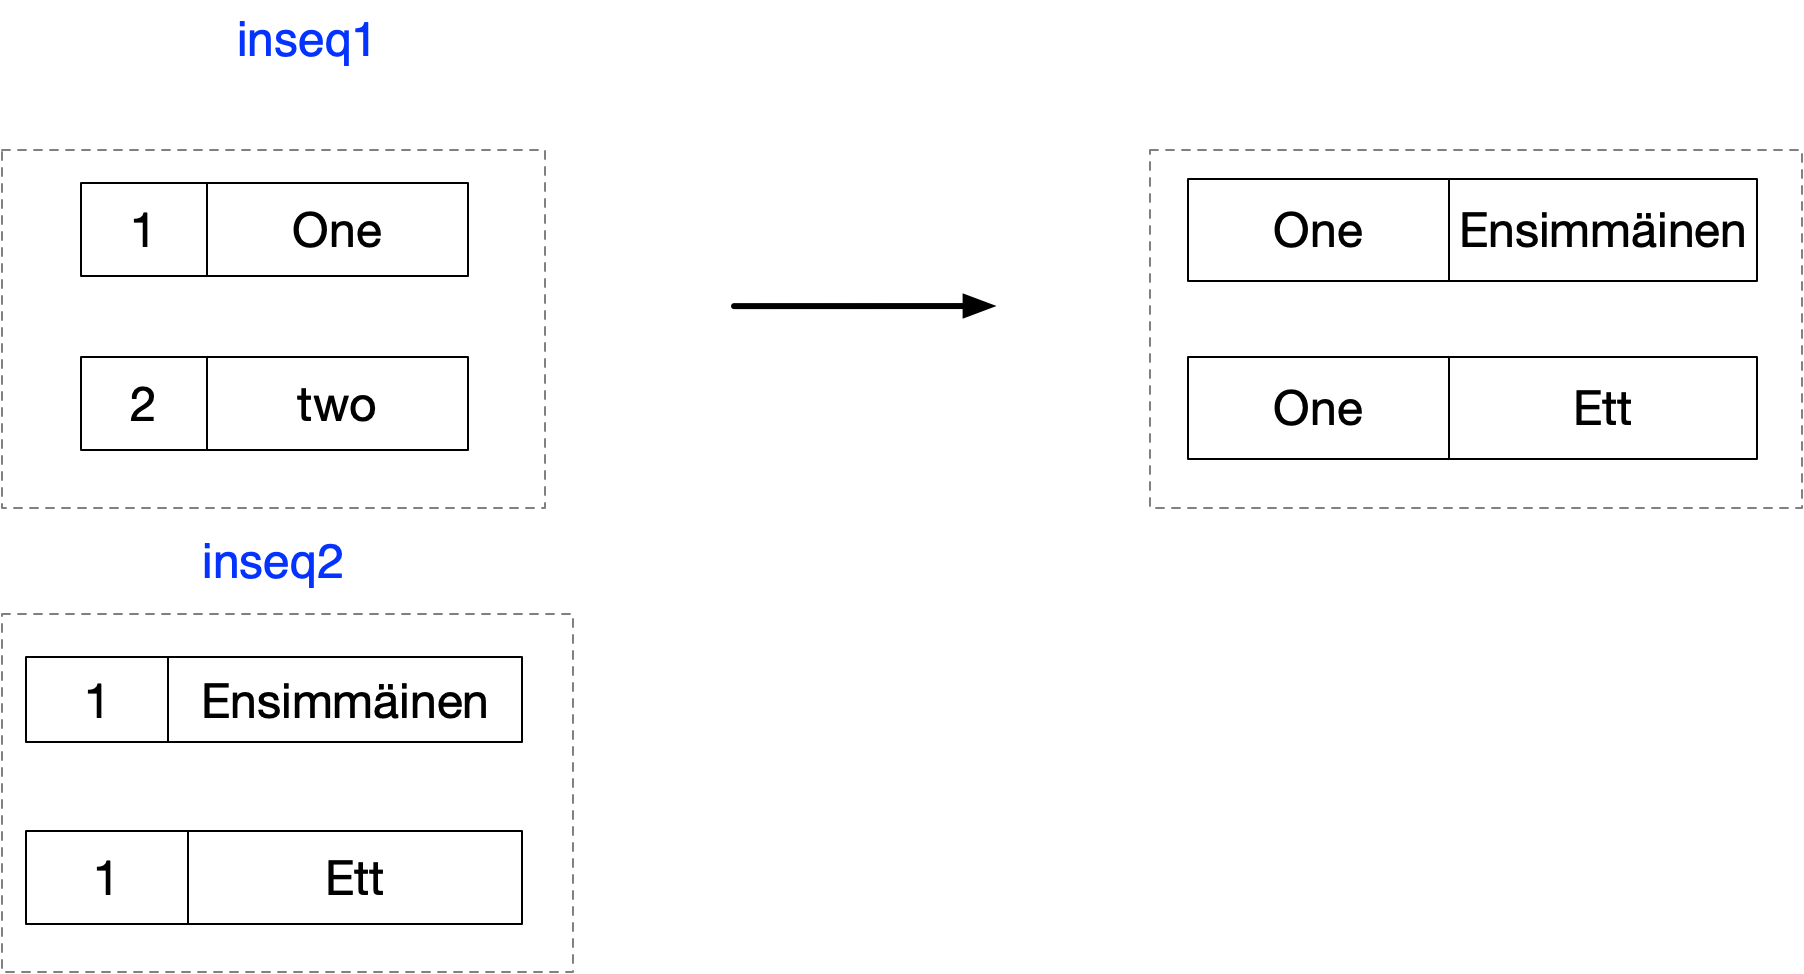 inseq1
1 One
2 two
One Ensimmäinen
One Ett
inseq2
1 Ensimmäinen
1 Ett